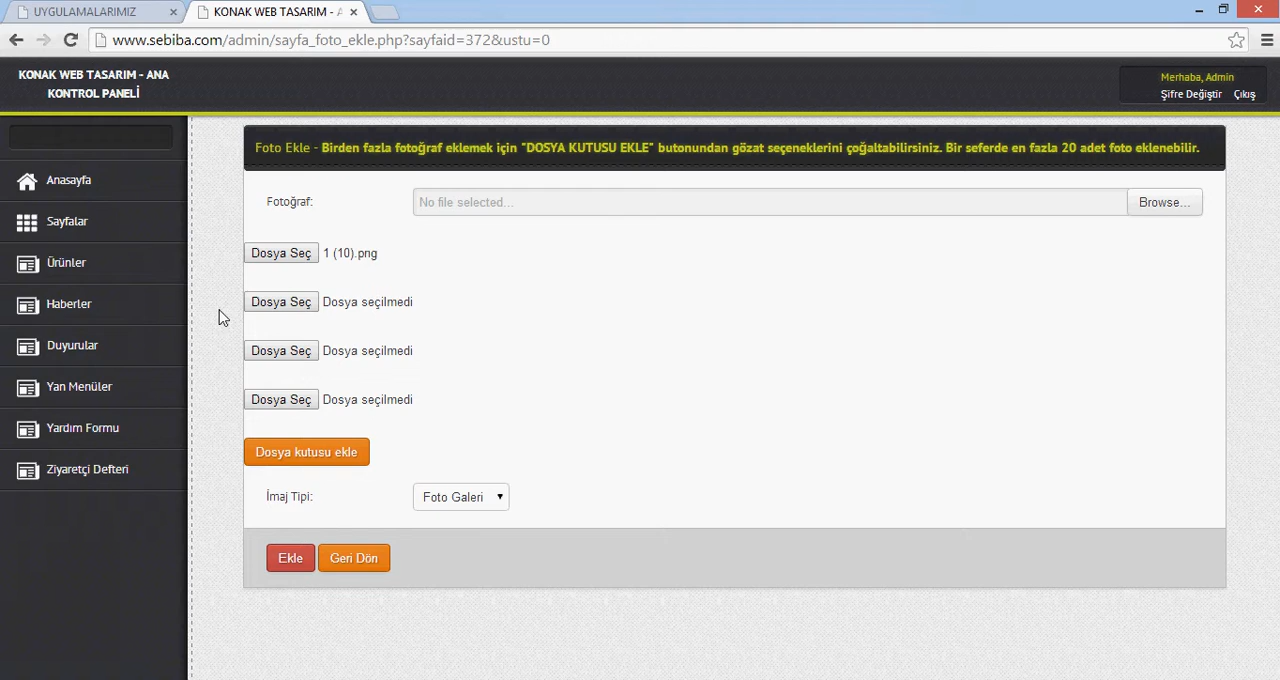 UYGULAMALARIMIZ
KONAK WEB TASARIM - A
www.sebiba.com/admin/sayfa_foto_ekle.php?sayfaid=372&ustu=0
KONAK WEB TASARIM - ANA
KONTROL PANELİ
Merhaba, Admin
Şifre Değiştir Çıkış
Anasayfa
Sayfalar
Ürünler
Haberler
Duyurular
Yan Menüler
Yardım Formu
Ziyaretçi Defteri
Foto Ekle - Birden fazla fotoğraf eklemek için "DOSYA KUTUSU EKLE" butonundan gözat seçeneklerini çoğaltabilirsiniz. Bir seferde en fazla 20 adet foto eklenebilir.
Fotoğraf: No file selected... Browse...
Dosya Seç 1 (10).png
Dosya Seç Dosya seçilmedi
Dosya Seç Dosya seçilmedi
Dosya Seç Dosya seçilmedi
Dosya kutusu ekle
İmaj Tipi: Foto Galeri
Ekle Geri Dön